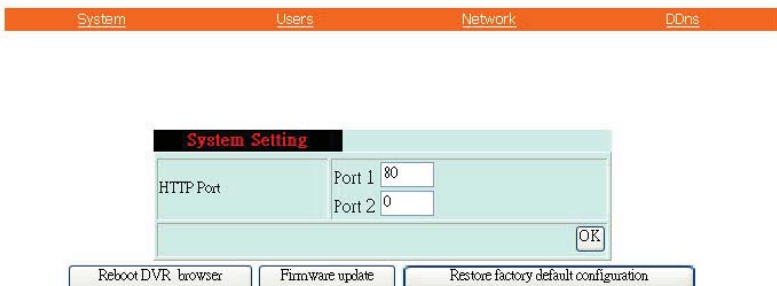 System Users Network DDns
System Setting
HTTP Port
Port 1 80
Port 2 0
OK
Reboot DVR browser Firmware update Restore factory default configuration